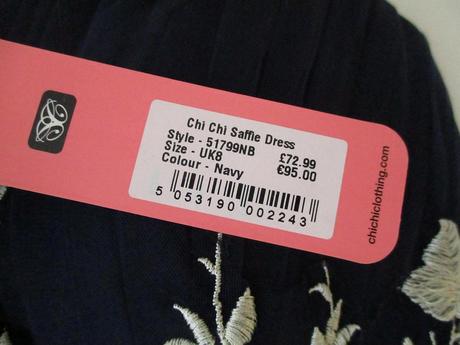 Chi Chi Saffie Dress
Style - 51799NB £72.99
Size - UK8 €95.00
Colour - Navy
5 053190 002243
chichiclothing.com